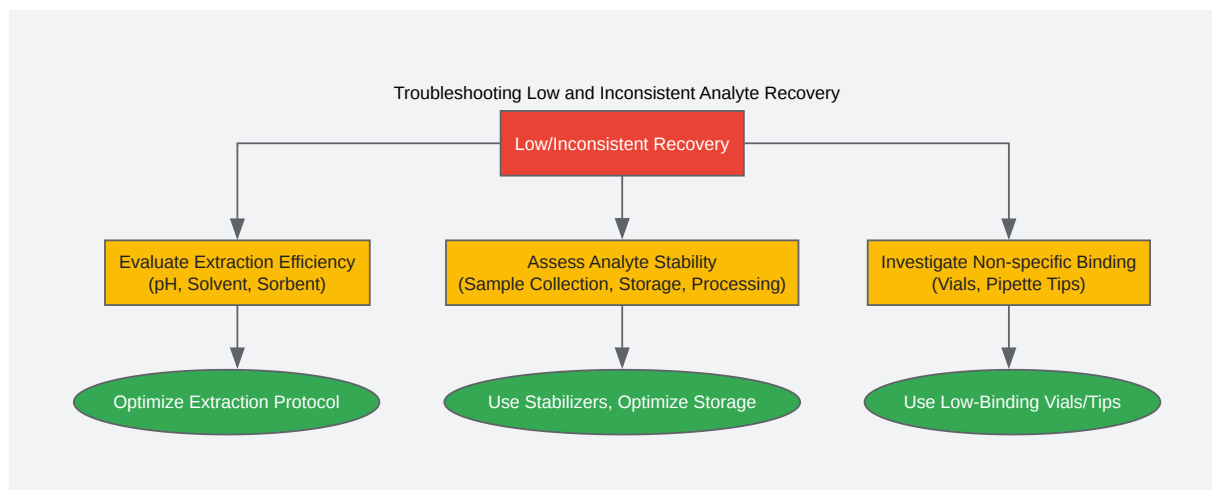 Troubleshooting Low and Inconsistent Analyte Recovery
Low/Inconsistent Recovery
Evaluate Extraction Efficiency
(pH, Solvent, Sorbent)
Assess Analyte Stability
(Sample Collection, Storage, Processing)
Investigate Non-specific Binding
(Vials, Pipette Tips)
Optimize Extraction Protocol
Use Stabilizers, Optimize Storage
Use Low-Binding Vials/Tips